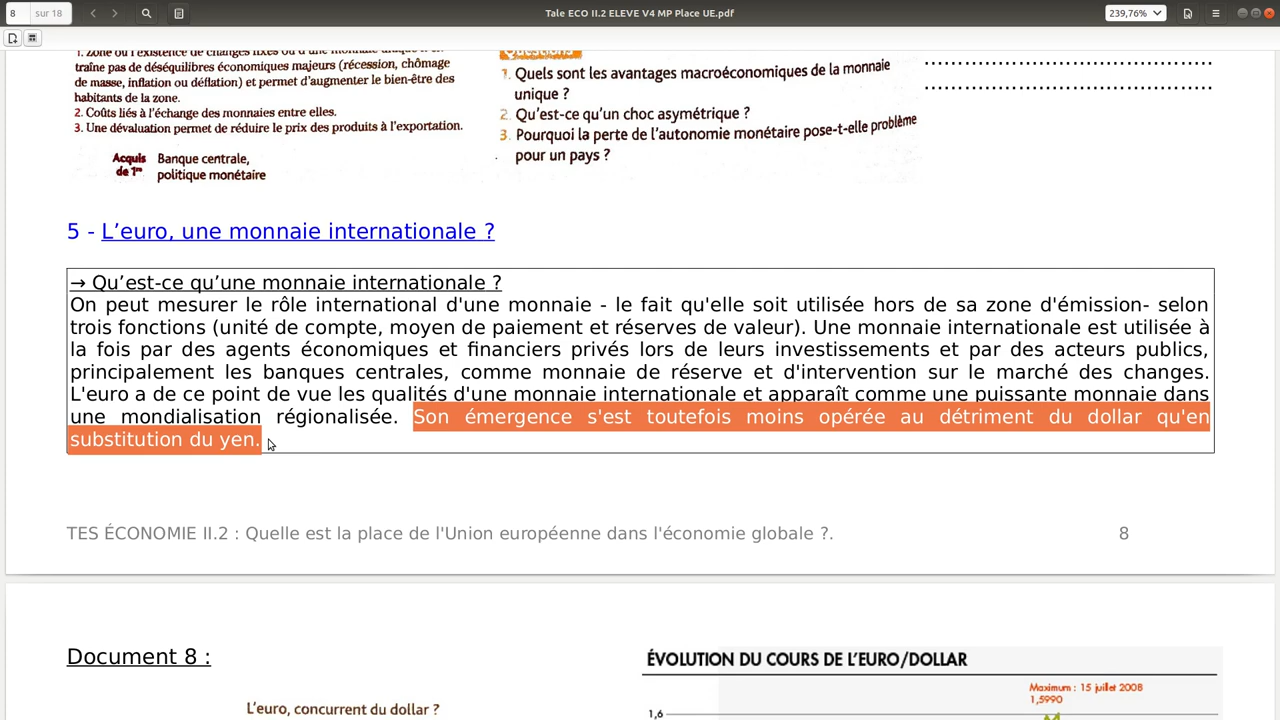 8 sur 18
Tale ECO II.2 ELEVE V4 MP Place UE.pdf
239,76%
1. Zone où l'existence de changes fixes ou d'une monnaie unique n'en-
traîne pas de déséquilibres économiques majeurs (récession, chômage
de masse, inflation ou déflation) et permet d'augmenter le bien-être des
habitants de la zone.
2. Coûts liés à l'échange des monnaies entre elles.
3. Une dévaluation permet de réduire le prix des produits à l'exportation.
Acquis de 1re
Banque centrale,
politique monétaire
Questions
1. Quels sont les avantages macroéconomiques de la monnaie
unique ?
2. Qu'est-ce qu'un choc asymétrique ?
3. Pourquoi la perte de l'autonomie monétaire pose-t-elle problème
pour un pays ?
5 - L'euro, une monnaie internationale ?
→ Qu'est-ce qu'une monnaie internationale ?
On peut mesurer le rôle international d'une monnaie - le fait qu'elle soit utilisée hors de sa zone d'émission- selon
trois fonctions (unité de compte, moyen de paiement et réserves de valeur). Une monnaie internationale est utilisée à
la fois par des agents économiques et financiers privés lors de leurs investissements et par des acteurs publics,
principalement les banques centrales, comme monnaie de réserve et d'intervention sur le marché des changes.
L'euro a de ce point de vue les qualités d'une monnaie internationale et apparaît comme une puissante monnaie dans
une mondialisation régionalisée. Son émergence s'est toutefois moins opérée au détriment du dollar qu'en
substitution du yen.
TES ÉCONOMIE II.2 : Quelle est la place de l'Union européenne dans l'économie globale ?. 8
Document 8 :
L'euro, concurrent du dollar ?
ÉVOLUTION DU COURS DE L'EURO/DOLLAR
Maximum : 15 juillet 2008
1,5990
1,6